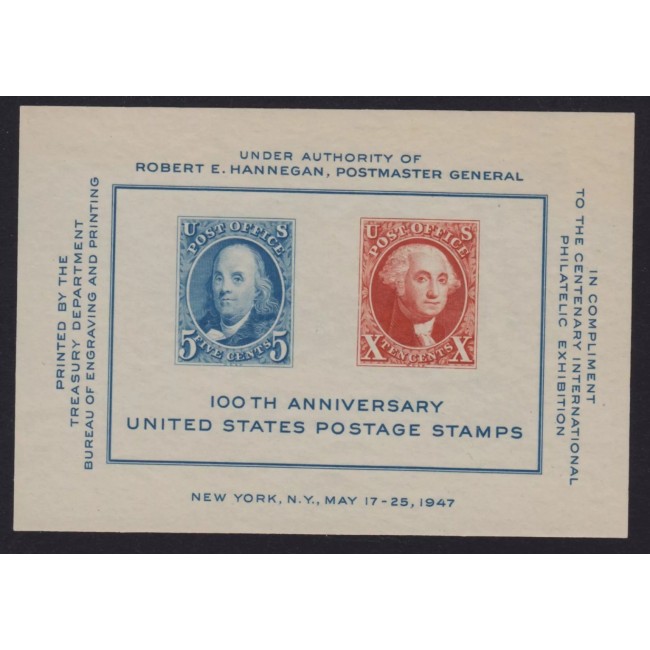 UNDER AUTHORITY OF
ROBERT E. HANNEGAN, POSTMASTER GENERAL
PRINTED BY THE
TREASURY DEPARTMENT
BUREAU OF ENGRAVING AND PRINTING
U S
POST OFFICE
5 FIVE CENTS 5
U S
POST OFFICE
X TEN CENTS X
100TH ANNIVERSARY
UNITED STATES POSTAGE STAMPS
IN COMPLIMENT
TO THE CENTENARY INTERNATIONAL
PHILATELIC EXHIBITION
NEW YORK, N.Y., MAY 17-25, 1947